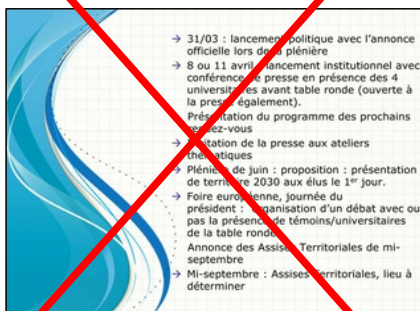 → 31/03 : lancement politique avec l'annonce
officielle lors de la plénière
→ 8 ou 11 avril : lancement institutionnel avec
conférence de presse en présence des 4
universitaires avant table ronde (ouverte à
la presse également).
Présentation du programme des prochains
rendez-vous
→ Invitation de la presse aux ateliers
thématiques
→ Plénière de juin : proposition : présentation
de territoire 2030 aux élus le 1er jour.
→ Foire européenne, journée du
président : organisation d'un débat avec ou
pas la présence de témoins/universitaires
de la table ronde
Annonce des Assises Territoriales de mi-
septembre
→ Mi-septembre : Assises Territoriales, lieu à
déterminer